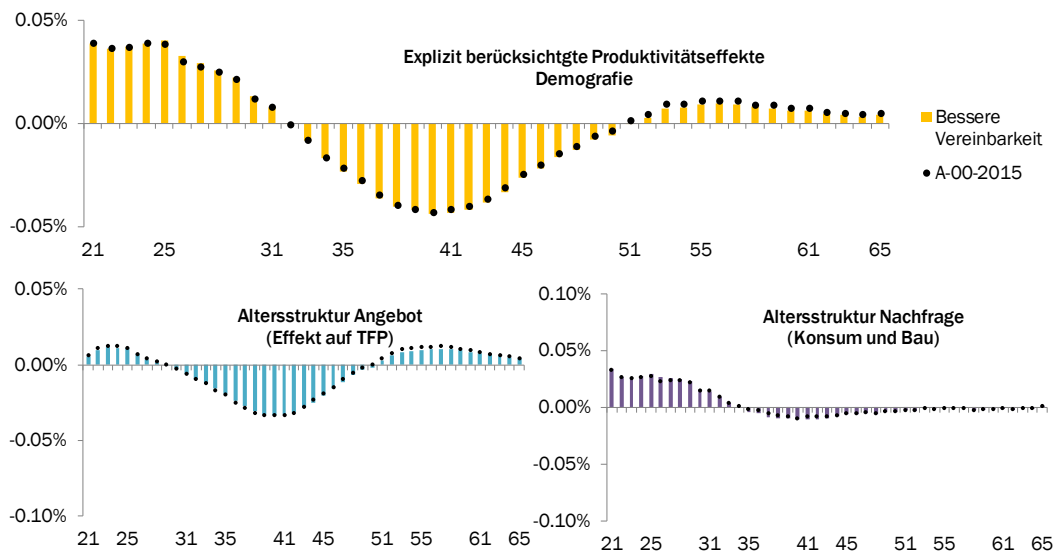 0.05%
Explizit berücksichtgte Produktivitätseffekte
Demografie
0.00%
Bessere
Vereinbarkeit
A-00-2015
-0.05%
21 25 31 35 41 45 51 55 61 65
0.05%
Altersstruktur Angebot
(Effekt auf TFP)
0.00%
-0.05%
-0.10%
21 25 31 35 41 45 51 55 61 65
0.10%
Altersstruktur Nachfrage
(Konsum und Bau)
0.05%
0.00%
-0.05%
-0.10%
21 25 31 35 41 45 51 55 61 65